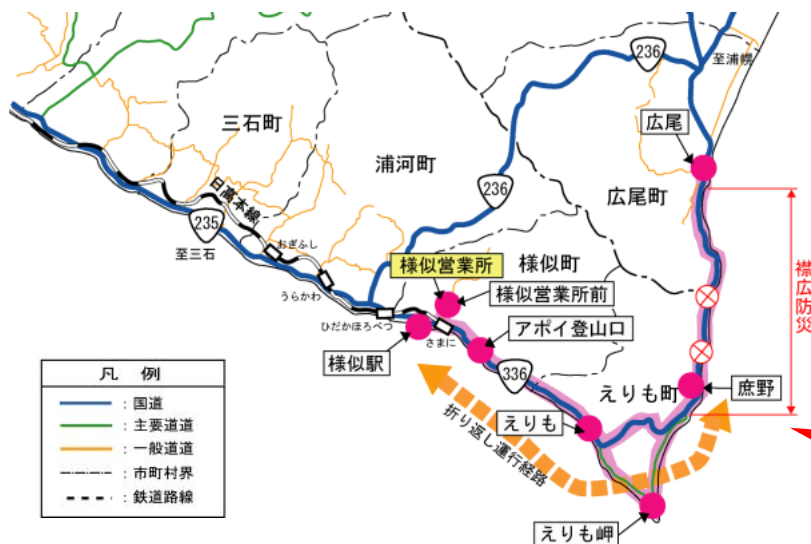 236
至浦幌
広尾
三石町
浦河町
日高本線
236
広尾町
235
至三石
おぎふし
様似営業所
様似町
様似営業所前
うらかわ
ひだかほろべつ
さまに
アポイ登山口
様似駅
336
襟広防災
えりも町
庶野
えりも
折り返し運行経路
えりも岬
凡 例
：国道
：主要道道
：一般道道
：市町村界
：鉄道路線